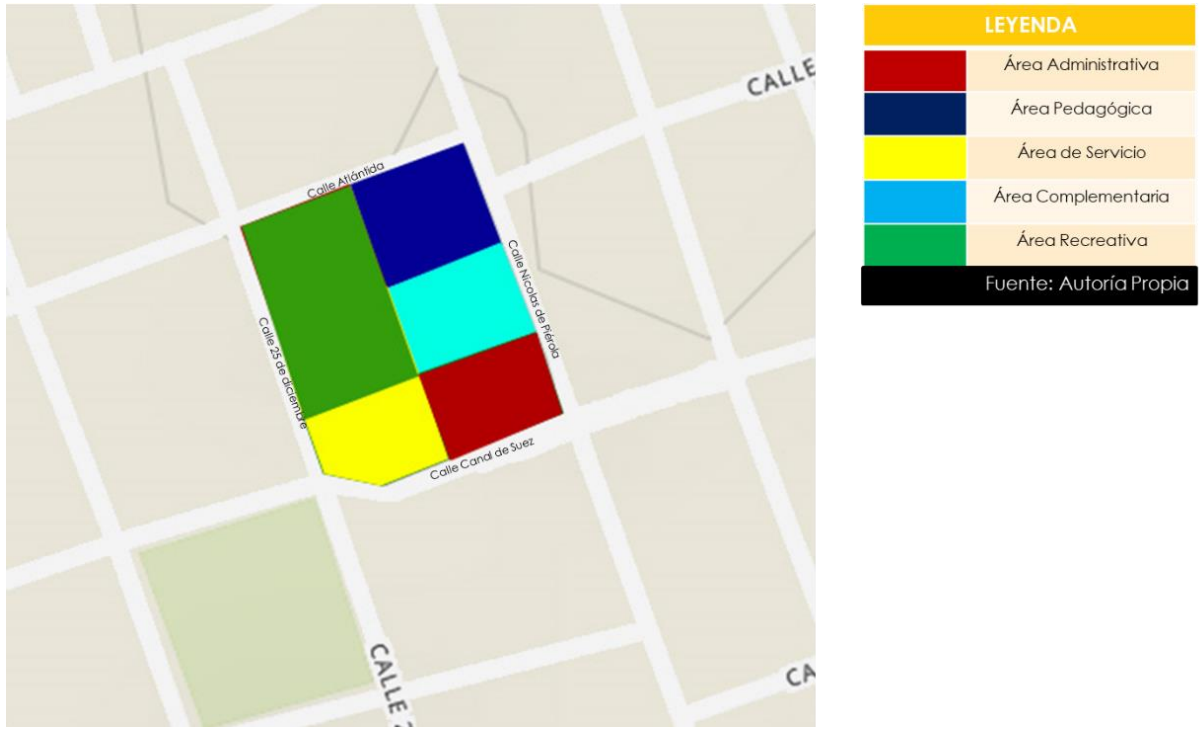 CALLE
Calle Atlántida
Calle Nicolas de Piérola
Calle 25 de diciembre
Calle Canal de Suez
CALLE 2
CA
LEYENDA
Área Administrativa
Área Pedagógica
Área de Servicio
Área Complementaria
Área Recreativa
Fuente: Autoría Propia